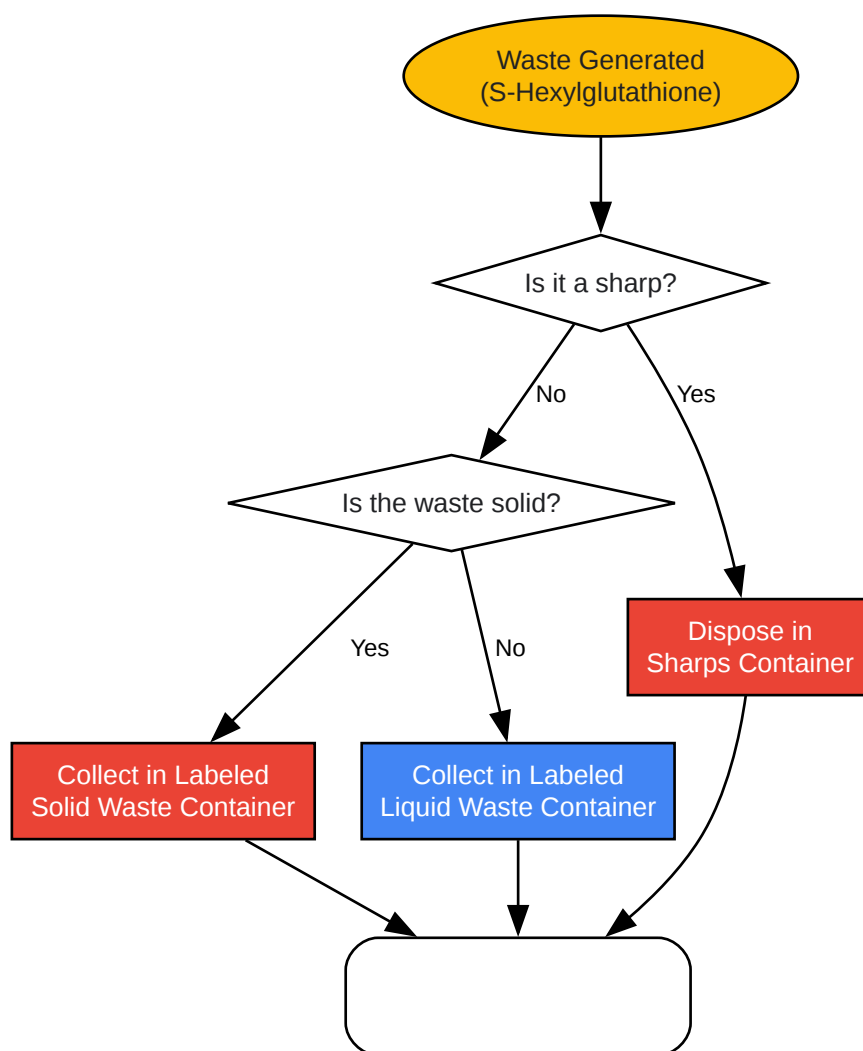 Waste Generated
(S-Hexylglutathione)
Is it a sharp?
No
Yes
Is the waste solid?
Yes
No
Dispose in
Sharps Container
Collect in Labeled
Solid Waste Container
Collect in Labeled
Liquid Waste Container